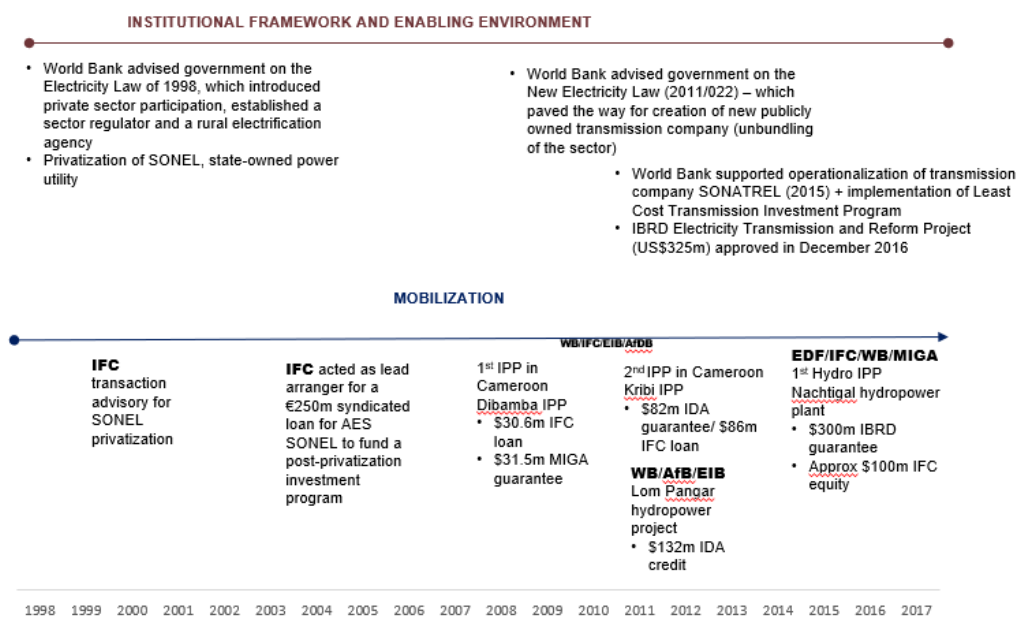 INSTITUTIONAL FRAMEWORK AND ENABLING ENVIRONMENT
• World Bank advised government on the
Electricity Law of 1998, which introduced
private sector participation, established a
sector regulator and a rural electrification
agency
• Privatization of SONEL, state-owned power
utility
• World Bank advised government on the
New Electricity Law (2011/022) – which
paved the way for creation of new publicly
owned transmission company (unbundling
of the sector)
• World Bank supported operationalization of transmission
company SONATREL (2015) + implementation of Least
Cost Transmission Investment Program
• IBRD Electricity Transmission and Reform Project
(US$325m) approved in December 2016
MOBILIZATION
IFC
transaction
advisory for
SONEL
privatization
IFC acted as lead
arranger for a
€250m syndicated
loan for AES
SONEL to fund a
post-privatization
investment
program
1st IPP in
Cameroon
Dibamba IPP
• $30.6m IFC
loan
• $31.5m MIGA
guarantee
WB/IFC/EIB/AfDB
2nd IPP in Cameroon
Kribi IPP
• $82m IDA
guarantee/ $86m
IFC loan
WB/AfB/EIB
Lom Pangar
hydropower
project
• $132m IDA
credit
EDF/IFC/WB/MIGA
1st Hydro IPP
Nachtigal hydropower
plant
• $300m IBRD
guarantee
• Approx $100m IFC
equity
1998 1999 2000 2001 2002 2003 2004 2005 2006 2007 2008 2009 2010 2011 2012 2013 2014 2015 2016 2017